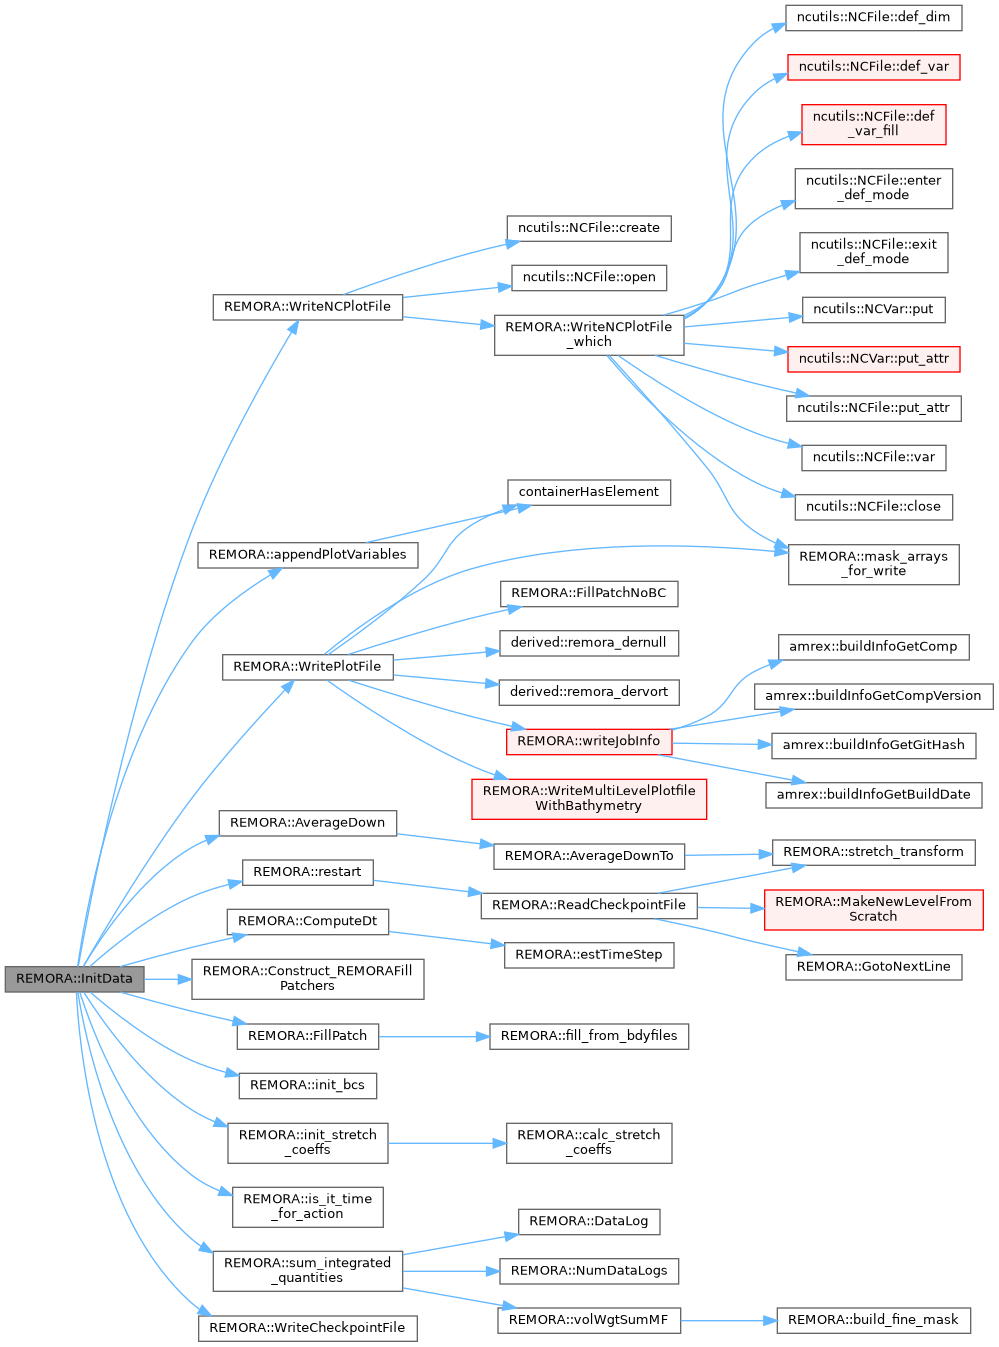 ncutils::NCFile::def_dim
ncutils::NCFile::def_var
ncutils::NCFile::def
_var_fill
ncutils::NCFile::enter
_def_mode
ncutils::NCFile::create
ncutils::NCFile::exit
_def_mode
ncutils::NCFile::open
REMORA::WriteNCPlotFile
ncutils::NCVar::put
REMORA::WriteNCPlotFile
_which
ncutils::NCVar::put_attr
ncutils::NCFile::put_attr
ncutils::NCFile::var
containerHasElement
ncutils::NCFile::close
REMORA::appendPlotVariables
REMORA::mask_arrays
_for_write
REMORA::FillPatchNoBC
derived::remora_dernull
amrex::buildInfoGetComp
REMORA::WritePlotFile
derived::remora_dervort
amrex::buildInfoGetCompVersion
REMORA::writeJobInfo
amrex::buildInfoGetGitHash
REMORA::WriteMultiLevelPlotfile
WithBathymetry
amrex::buildInfoGetBuildDate
REMORA::AverageDown
REMORA::AverageDownTo
REMORA::stretch_transform
REMORA::restart
REMORA::ReadCheckpointFile
REMORA::MakeNewLevelFrom
Scratch
REMORA::ComputeDt
REMORA::estTimeStep
REMORA::GotoNextLine
REMORA::InitData
REMORA::Construct_REMORAFill
Patchers
REMORA::FillPatch
REMORA::fill_from_bdyfiles
REMORA::init_bcs
REMORA::init_stretch
_coeffs
REMORA::calc_stretch
_coeffs
REMORA::is_it_time
_for_action
REMORA::DataLog
REMORA::sum_integrated
_quantities
REMORA::NumDataLogs
REMORA::volWgtSumMF
REMORA::build_fine_mask
REMORA::WriteCheckpointFile